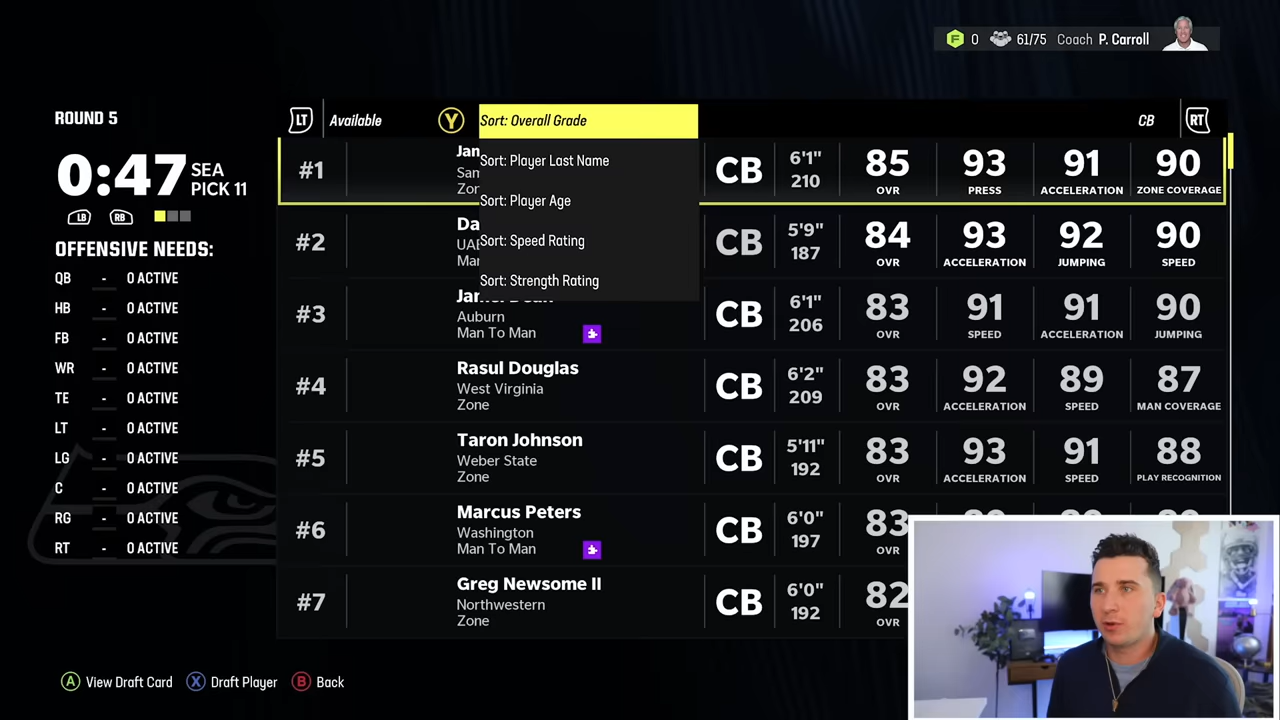 F 0 61/75 Coach P. Carroll
ROUND 5
0:47 SEA
PICK 11
LB RB
OFFENSIVE NEEDS:
QB - 0 ACTIVE
HB - 0 ACTIVE
FB - 0 ACTIVE
WR - 0 ACTIVE
TE - 0 ACTIVE
LT - 0 ACTIVE
LG - 0 ACTIVE
C - 0 ACTIVE
RG - 0 ACTIVE
RT - 0 ACTIVE
LT Available Y Sort: Overall Grade CB RT
Sort: Player Last Name
Sort: Player Age
Sort: Speed Rating
Sort: Strength Rating
#1 CB 6'1" 85 93 91 90
210 OVR PRESS ACCELERATION ZONE COVERAGE
#2 CB 5'9" 84 93 92 90
187 OVR ACCELERATION JUMPING SPEED
#3 CB 6'1" 83 91 91 90
Auburn
Man To Man 206 OVR SPEED ACCELERATION JUMPING
#4 Rasul Douglas CB 6'2" 83 92 89 87
West Virginia
Zone 209 OVR ACCELERATION SPEED MAN COVERAGE
#5 Taron Johnson CB 5'11" 83 93 91 88
Weber State
Zone 192 OVR ACCELERATION SPEED PLAY RECOGNITION
#6 Marcus Peters CB 6'0" 83
Washington
Man To Man 197 OVR
#7 Greg Newsome II CB 6'0" 82
Northwestern
Zone 192 OVR
A View Draft Card X Draft Player B Back